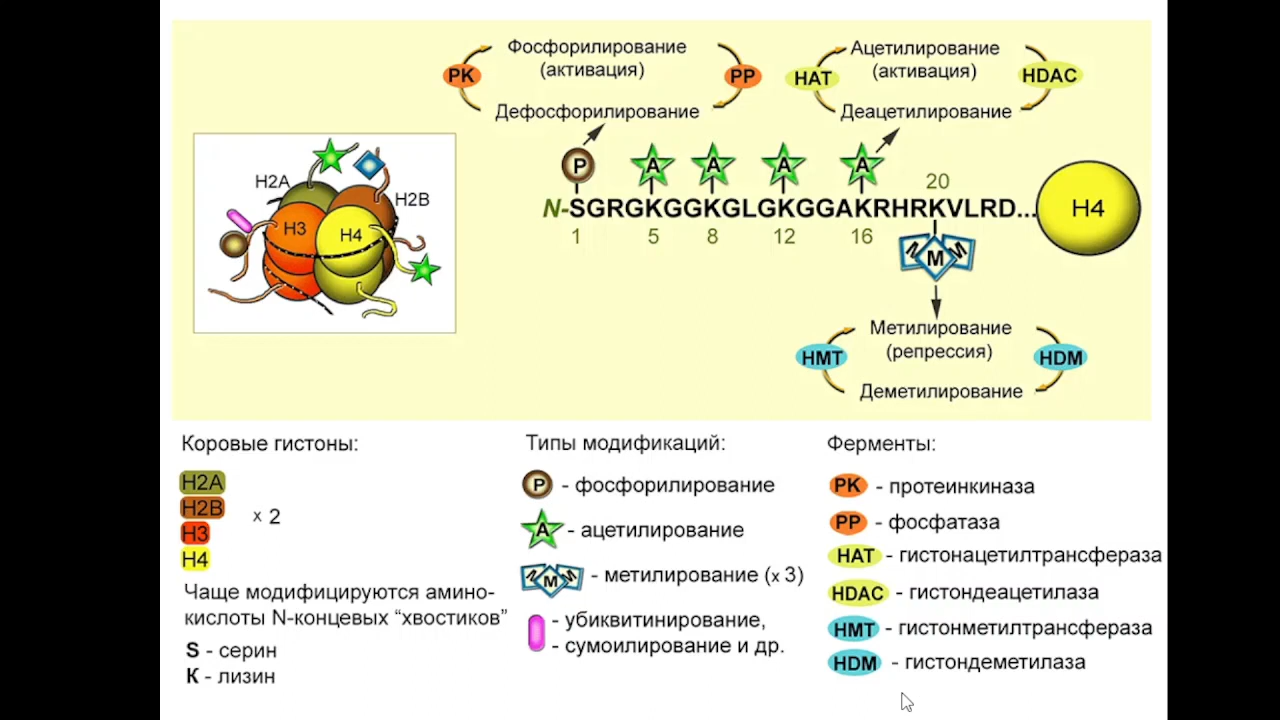 Фосфорилирование
(активация)
PK
PP
Дефосфорилирование
Ацетилирование
(активация)
HAT
HDAC
Деацетилирование
H2A
H2B
H3
H4
P
A
A
A
A
20
N-SGRGKGGKGLGKGGAKRHRKVLRD...
H4
1 5 8 12 16
M M M
Метилирование
(репрессия)
HMT
HDM
Деметилирование
Коровые гистоны:
H2A
H2B
H3
H4
x 2
Чаще модифицируются амино-
кислоты N-концевых “хвостиков”
S - серин
K - лизин
Типы модификаций:
P - фосфорилирование
A - ацетилирование
M M M - метилирование (x 3)
- убиквитинирование,
- сумоилирование и др.
Ферменты:
PK - протеинкиназа
PP - фосфатаза
HAT - гистонацетилтрансфераза
HDAC - гистондеацетилаза
HMT - гистонметилтрансфераза
HDM - гистондеметилаза